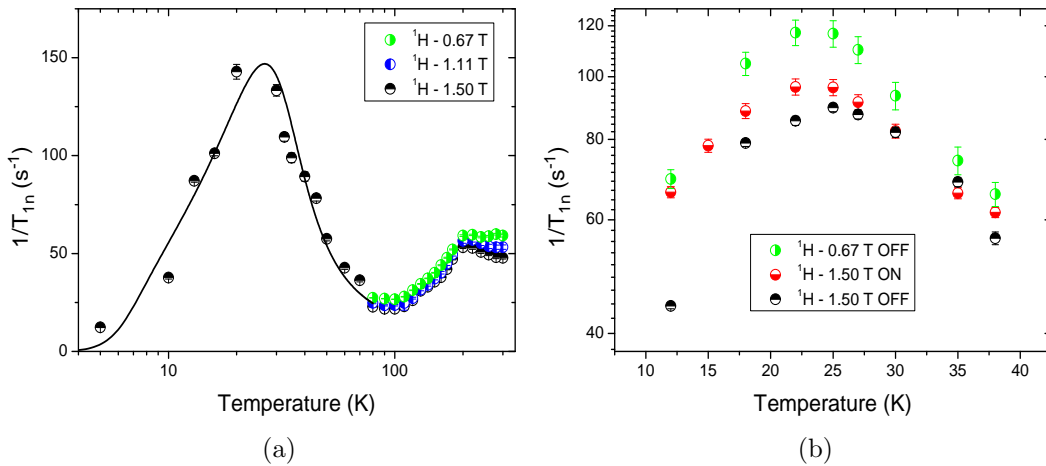 ¹H - 0.67 T
¹H - 1.11 T
¹H - 1.50 T
150
100
50
0
10
100
1/T₁ₙ (s⁻¹)
Temperature (K)
(a)
120
100
80
60
40
¹H - 0.67 T OFF
¹H - 1.50 T ON
¹H - 1.50 T OFF
10 15 20 25 30 35 40
1/T₁ₙ (s⁻¹)
Temperature (K)
(b)